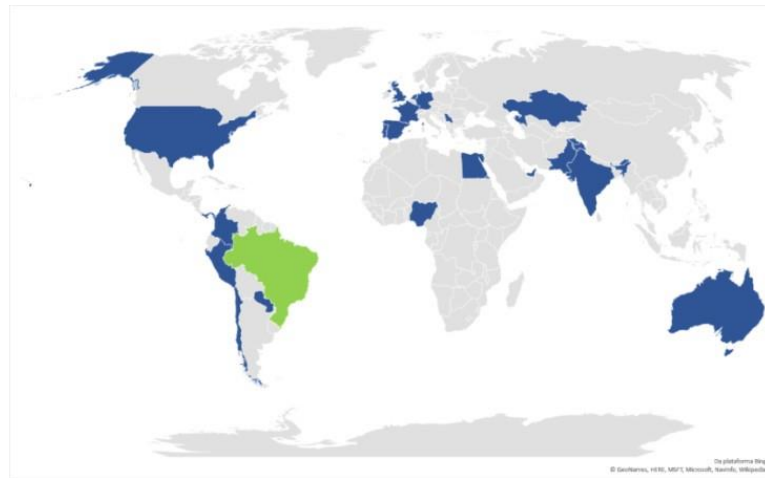 Da plataforma Bing
© GeoNames, HERE, MSFT, Microsoft, NavInfo, Wikipedia